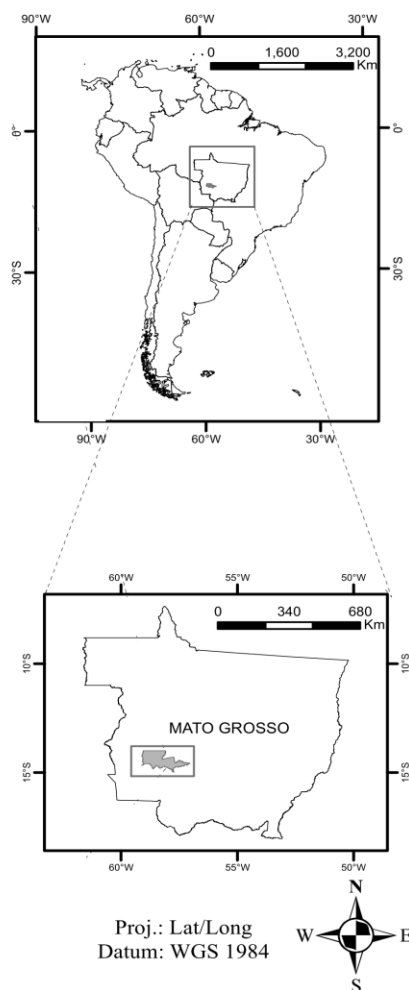 90°W 60°W 30°W
0 1,600 3,200
Km
0° 0°
30°S 30°S
90°W 60°W 30°W
60°W 55°W 50°W
0 340 680
Km
10°S 10°S
MATO GROSSO
15°S 15°S
60°W 55°W 50°W
Proj.: Lat/Long
Datum: WGS 1984
N
W E
S